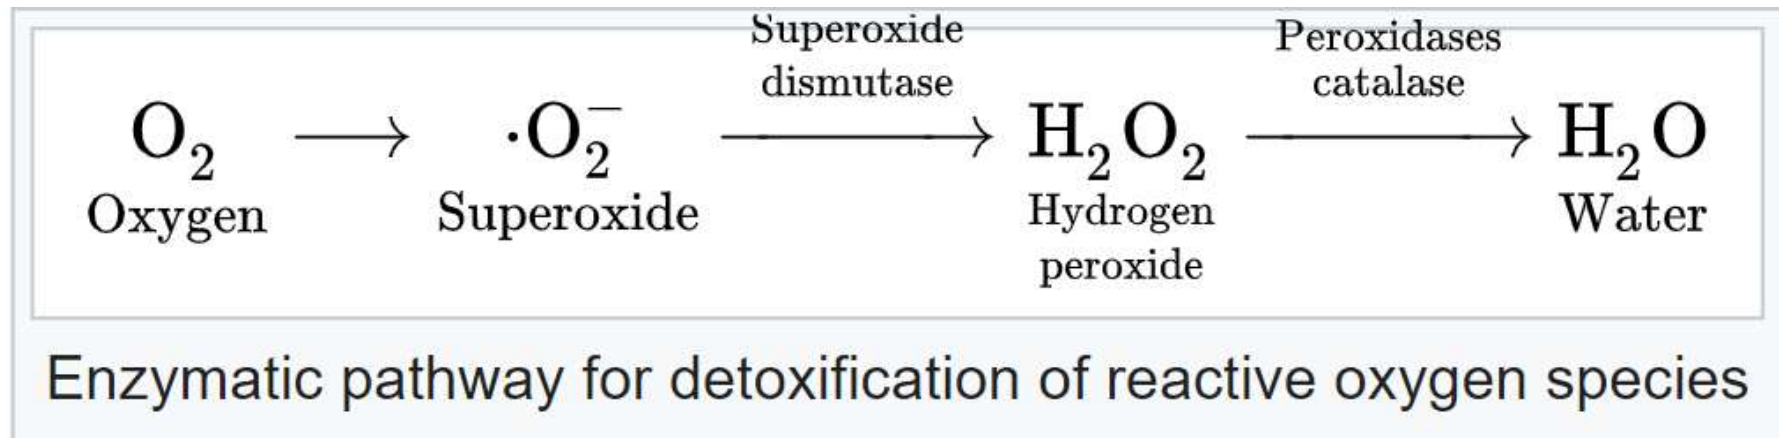 Superoxide Peroxidases
dismutase catalase
O₂ ⟶ ·O₂⁻ ⟶ H₂O₂ ⟶ H₂O
Oxygen Superoxide Hydrogen Water
peroxide
Enzymatic pathway for detoxification of reactive oxygen species